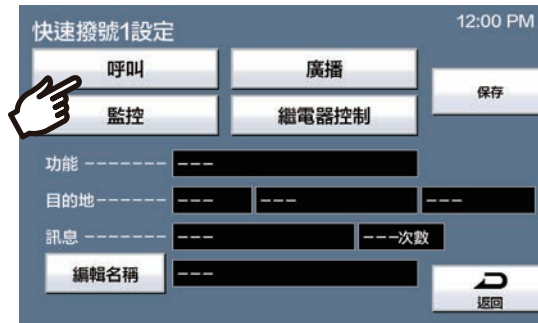 快速撥號1設定 12:00 PM
呼叫 廣播
保存
監控 繼電器控制
功能 ------- ---
目的地------ --- --- ---
訊息 ------- --- ---次數
編輯名稱 ---
返回